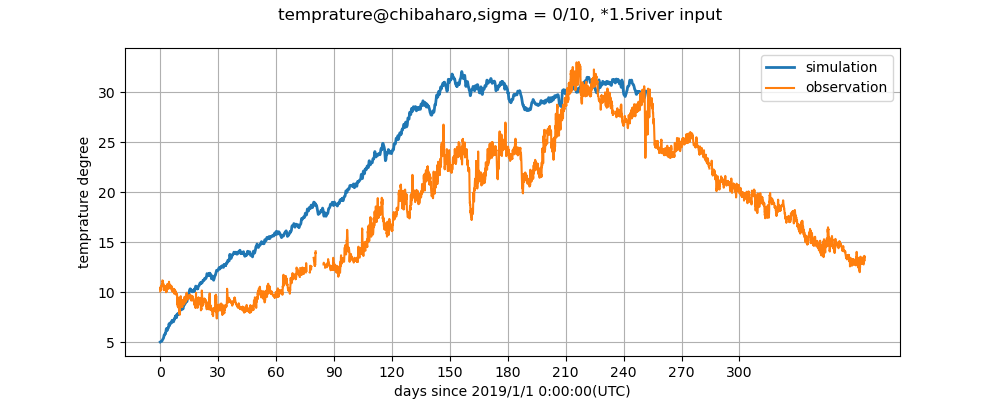 temprature@chibaharo,sigma = 0/10, *1.5river input
simulation
observation
temprature degree
30
25
20
15
10
5
0 30 60 90 120 150 180 210 240 270 300
days since 2019/1/1 0:00:00(UTC)